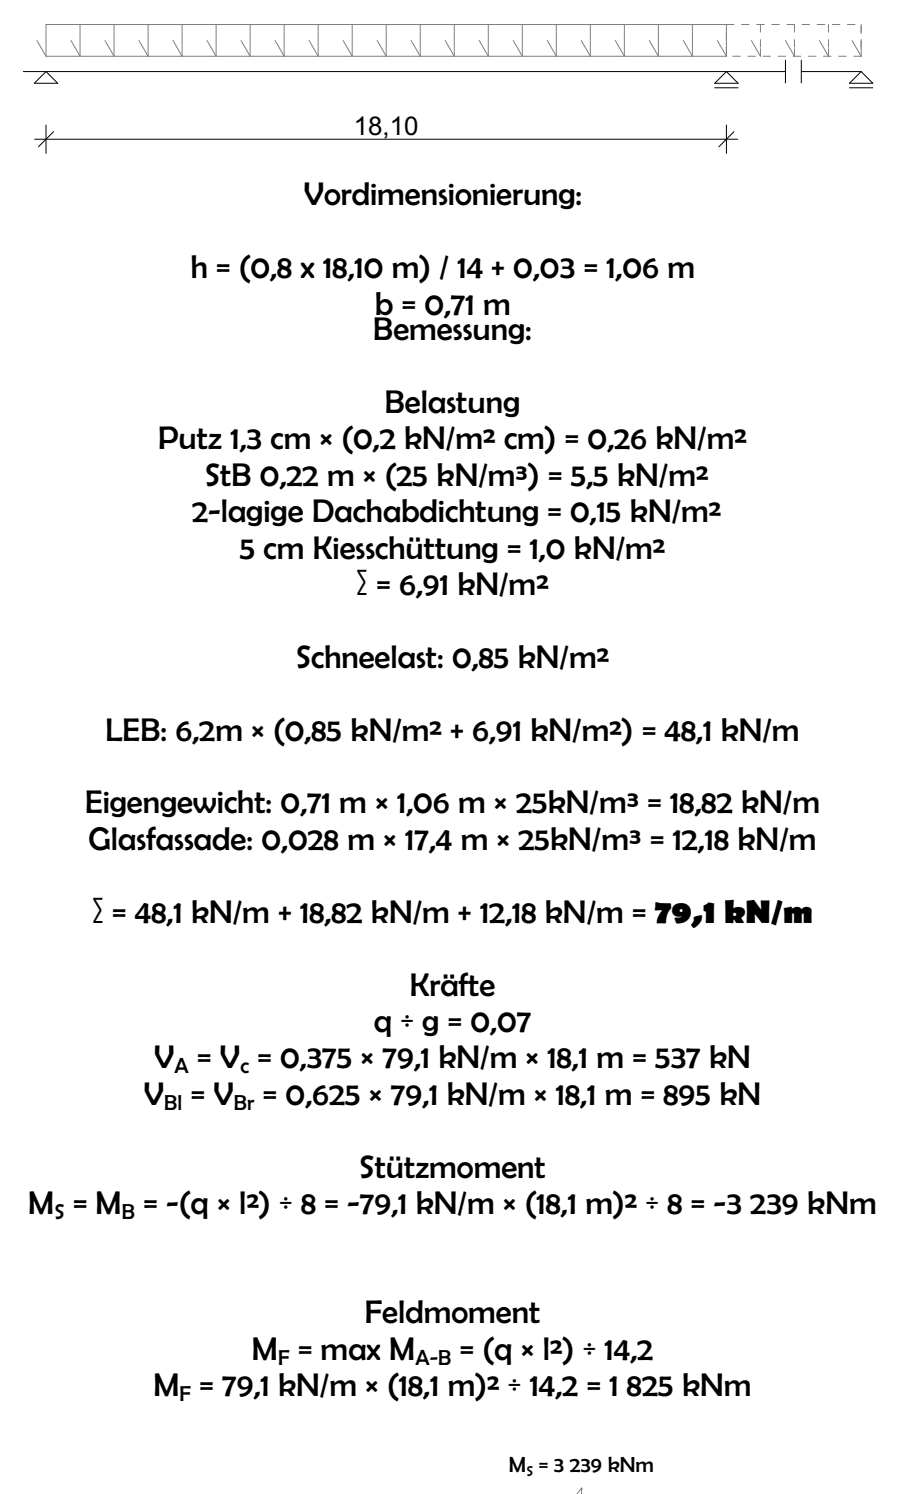 18,10
Vordimensionierung:
h = (0,8 x 18,10 m) / 14 + 0,03 = 1,06 m
b = 0,71 m
Bemessung:
Belastung
Putz 1,3 cm × (0,2 kN/m² cm) = 0,26 kN/m²
StB 0,22 m × (25 kN/m³) = 5,5 kN/m²
2-lagige Dachabdichtung = 0,15 kN/m²
5 cm Kiesschüttung = 1,0 kN/m²
∑ = 6,91 kN/m²
Schneelast: 0,85 kN/m²
LEB: 6,2m × (0,85 kN/m² + 6,91 kN/m²) = 48,1 kN/m
Eigengewicht: 0,71 m × 1,06 m × 25kN/m³ = 18,82 kN/m
Glasfassade: 0,028 m × 17,4 m × 25kN/m³ = 12,18 kN/m
∑ = 48,1 kN/m + 18,82 kN/m + 12,18 kN/m = 79,1 kN/m
Kräfte
q ÷ g = 0,07
V_A = V_c = 0,375 × 79,1 kN/m × 18,1 m = 537 kN
V_Bl = V_Br = 0,625 × 79,1 kN/m × 18,1 m = 895 kN
Stützmoment
M_S = M_B = -(q × l²) ÷ 8 = -79,1 kN/m × (18,1 m)² ÷ 8 = -3 239 kNm
Feldmoment
M_F = max M_A-B = (q × l²) ÷ 14,2
M_F = 79,1 kN/m × (18,1 m)² ÷ 14,2 = 1 825 kNm
M_S = 3 239 kNm